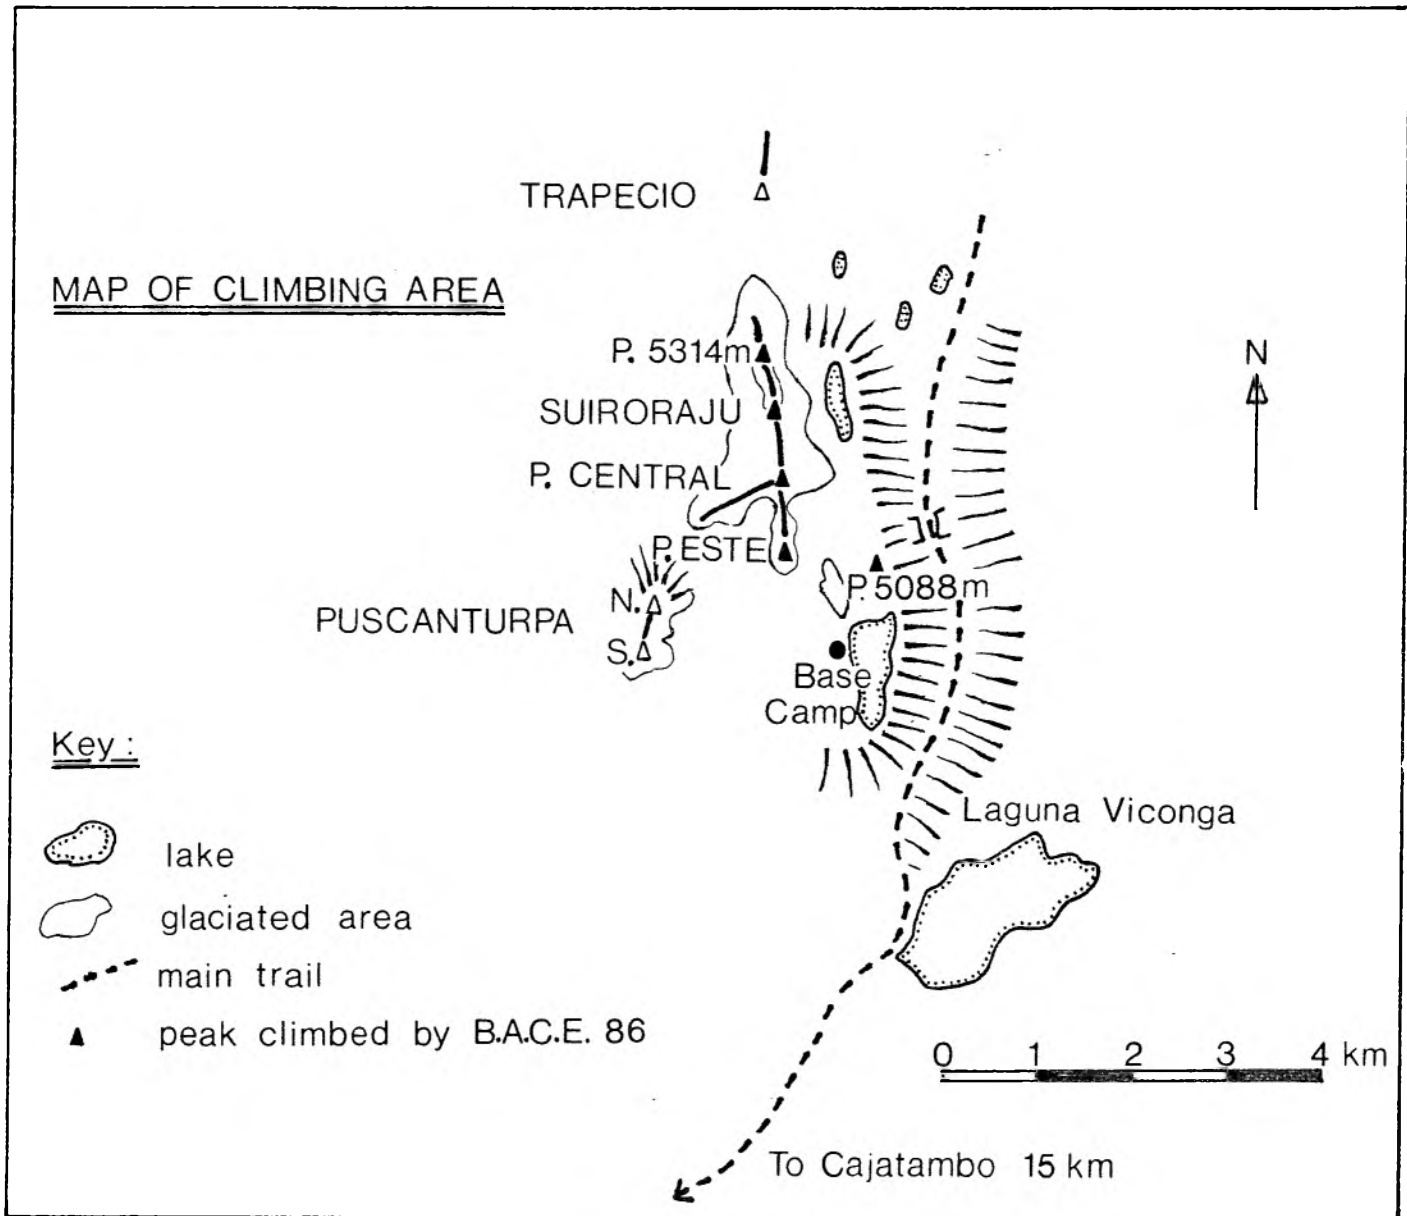 TRAPECIO
MAP OF CLIMBING AREA
P. 5314m
N
SUIRORAJU
P. CENTRAL
P. ESTE
P. 5088m
N.
PUSCANTURPA
S.
Base
Camp
Key :
Laguna Viconga
lake
glaciated area
main trail
peak climbed by B.A.C.E. 86
0 1 2 3 4 km
To Cajatambo 15 km